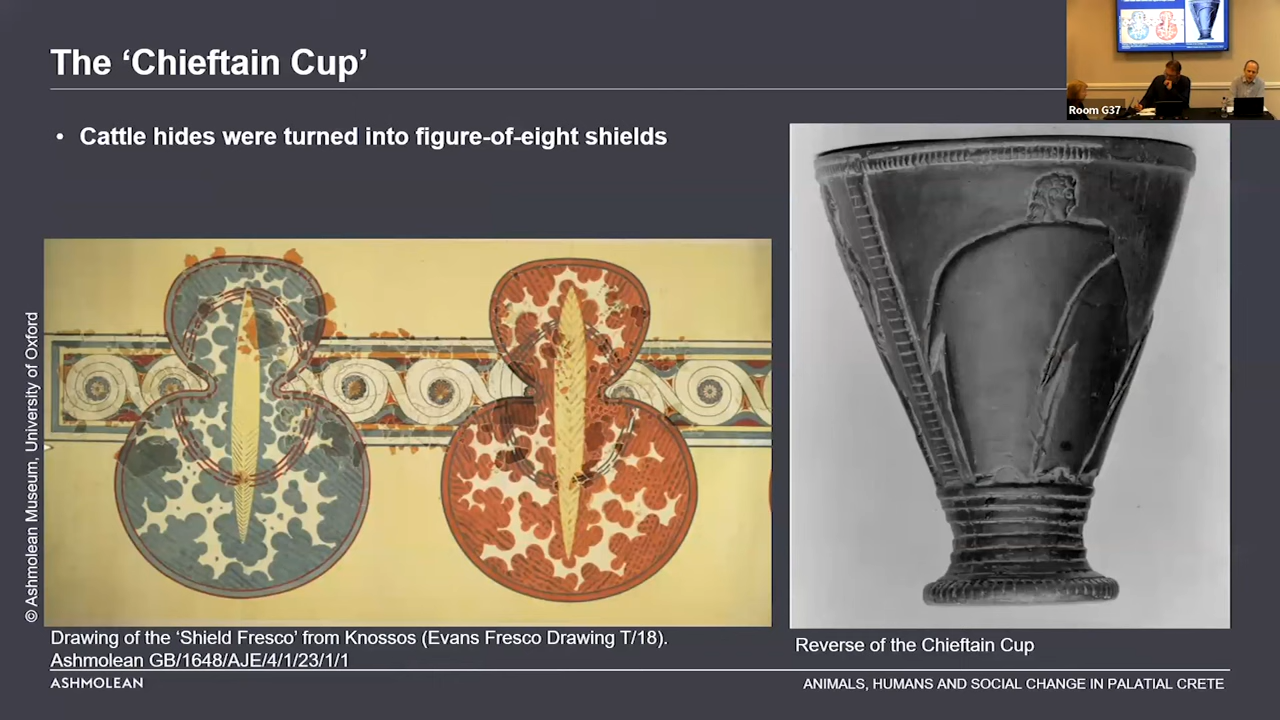 The ‘Chieftain Cup’
• Cattle hides were turned into figure-of-eight shields
Room G37
© Ashmolean Museum, University of Oxford
Drawing of the ‘Shield Fresco’ from Knossos (Evans Fresco Drawing T/18).
Ashmolean GB/1648/AJE/4/1/23/1/1
Reverse of the Chieftain Cup
ASHMOLEAN
ANIMALS, HUMANS AND SOCIAL CHANGE IN PALATIAL CRETE